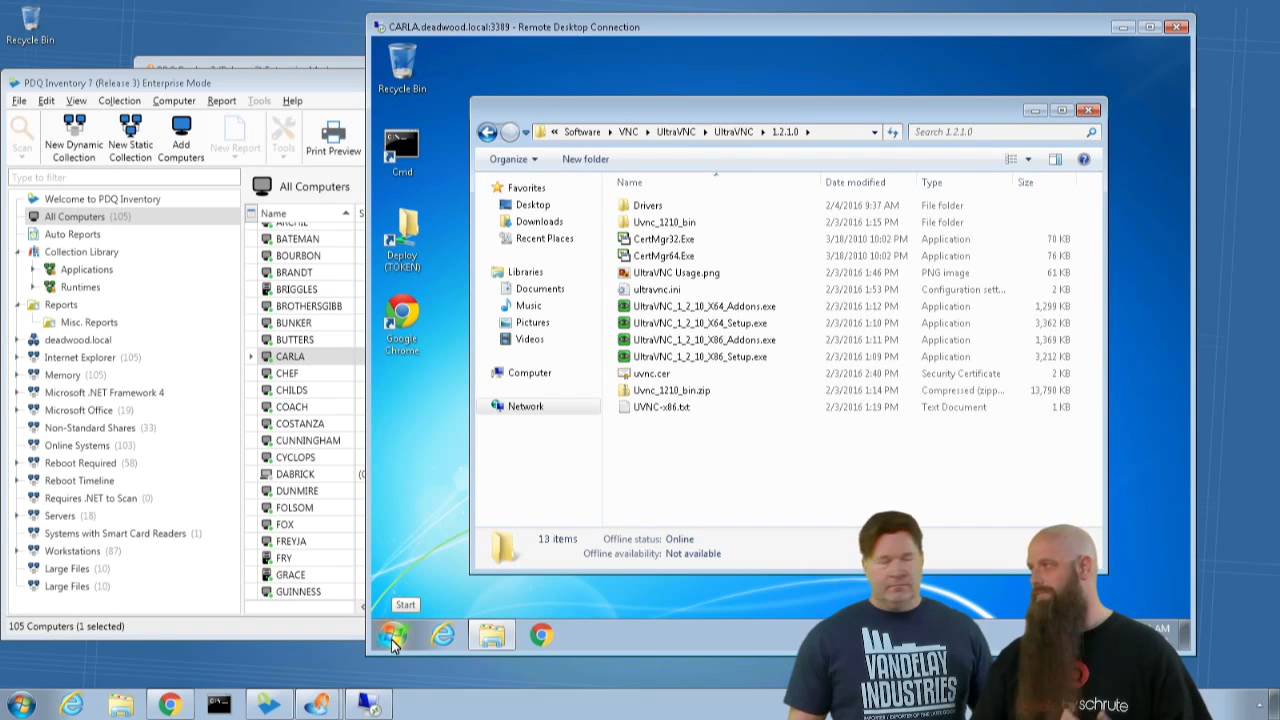 Recycle Bin
PDQ Inventory 7 (Release 3) Enterprise Mode
File Edit View Collection Computer Report Tools Help
Scan New Dynamic Collection New Static Collection Add Computers New Report Tools Print Preview
Type to filter
Welcome to PDQ Inventory
All Computers (105)
Auto Reports
Collection Library
Applications
Runtimes
Reports
Misc. Reports
deadwood.local
Internet Explorer (105)
Memory (105)
Microsoft .NET Framework 4
Microsoft Office (19)
Non-Standard Shares (33)
Online Systems (103)
Reboot Required (58)
Reboot Timeline
Requires .NET to Scan (0)
Servers (18)
Systems with Smart Card Readers (1)
Workstations (87)
Large Files (10)
Large Files (10)
105 Computers (1 selected)
All Computers
Name
ARCHIE
BATEMAN
BOURBON
BRANDT
BRIGGLES
BROTHERSGIBB
BUNKER
BUTTERS
CARLA
CHEF
CHILDS
COACH
COSTANZA
CUNNINGHAM
CYCLOPS
DABRICK
DUNMIRE
FOLSOM
FOX
FREYJA
FRY
GRACE
GUINNESS
CARLA.deadwood.local:3389 - Remote Desktop Connection
Recycle Bin
Cmd
Deploy (TOKEN)
Google Chrome
Start
« Software VNC UltraVNC UltraVNC 1.2.1.0
Search 1.2.1.0
Organize New folder
Favorites
Desktop
Downloads
Recent Places
Libraries
Documents
Music
Pictures
Videos
Computer
Network
Name Date modified Type Size
Drivers 2/4/2016 9:37 AM File folder
Uvnc_1210_bin 2/3/2016 1:15 PM File folder
CertMgr32.Exe 3/18/2010 10:02 PM Application 70 KB
CertMgr64.Exe 3/18/2010 10:02 PM Application 76 KB
UltraVNC Usage.png 2/3/2016 1:46 PM PNG image 61 KB
ultravnc.ini 2/3/2016 1:53 PM Configuration sett... 2 KB
UltraVNC_1_2_10_X64_Addons.exe 2/3/2016 1:12 PM Application 1,299 KB
UltraVNC_1_2_10_X64_Setup.exe 2/3/2016 1:10 PM Application 3,362 KB
UltraVNC_1_2_10_X86_Addons.exe 2/3/2016 1:11 PM Application 1,369 KB
UltraVNC_1_2_10_X86_Setup.exe 2/3/2016 1:09 PM Application 3,212 KB
uvnc.cer 2/3/2016 2:40 PM Security Certificate 2 KB
Uvnc_1210_bin.zip 2/3/2016 1:14 PM Compressed (zipp... 13,790 KB
UVNC-x86.txt 2/3/2016 1:19 PM Text Document 1 KB
13 items Offline status: Online
Offline availability: Not available
AM
VANDELAY
INDUSTRIES
schrute